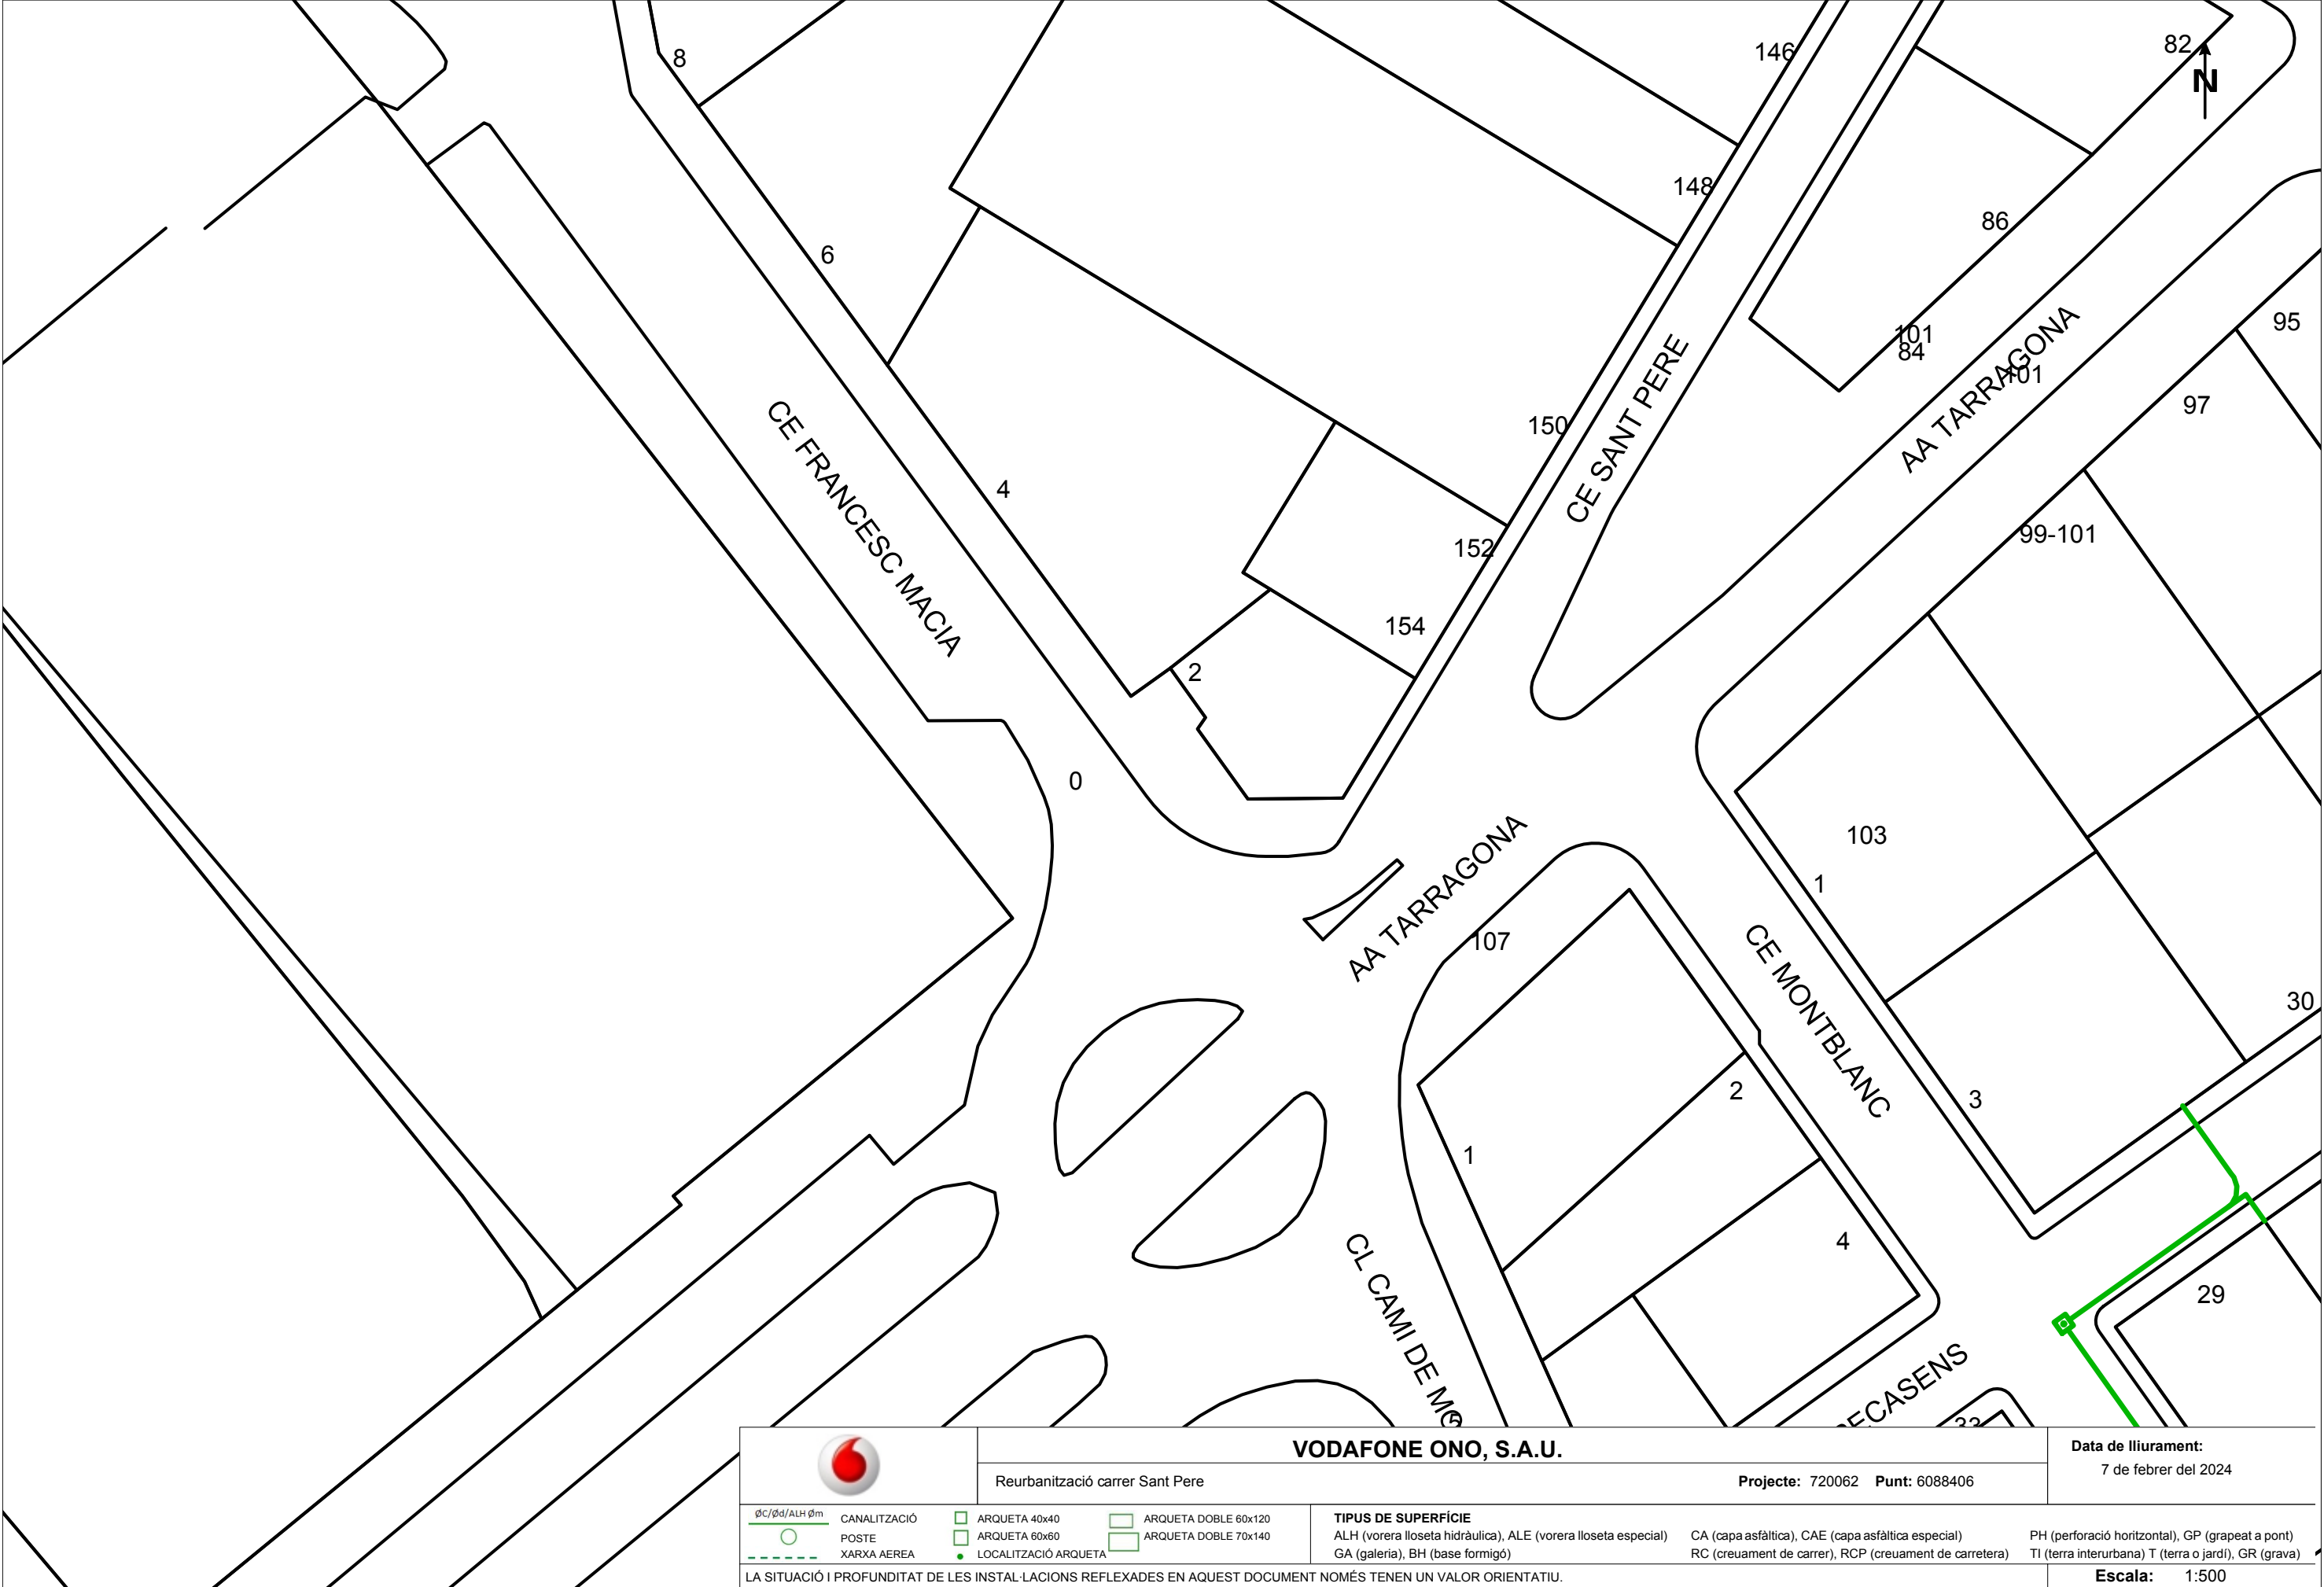 8
146
82
N
148
6
86
101
84
AA TARRAGONA
101
95
97
CE SANT PERE
150
CE FRANCESC MACIA
4
152
99-101
154
2
0
103
AA TARRAGONA
1
107
CE MONTBLANC
30
2
3
1
4
29
CL CAMI DE
5
33
VODAFONE ONO, S.A.U.
Data de lliurament:
7 de febrer del 2024
Reurbanització carrer Sant Pere
Projecte: 720062 Punt: 6088406
ØC/Ød/ALH Øm
CANALITZACIÓ
POSTE
XARXA AEREA
ARQUETA 40x40
ARQUETA 60x60
LOCALITZACIÓ ARQUETA
ARQUETA DOBLE 60x120
ARQUETA DOBLE 70x140
TIPUS DE SUPERFÍCIE
ALH (vorera lloseta hidràulica), ALE (vorera lloseta especial)
GA (galeria), BH (base formigó)
CA (capa asfàltica), CAE (capa asfàltica especial)
RC (creuament de carrer), RCP (creuament de carretera)
PH (perforació horitzontal), GP (grapeat a pont)
TI (terra interurbana) T (terra o jardí), GR (grava)
LA SITUACIÓ I PROFUNDITAT DE LES INSTAL·LACIONS REFLEXADES EN AQUEST DOCUMENT NOMÉS TENEN UN VALOR ORIENTATIU.
Escala: 1:500